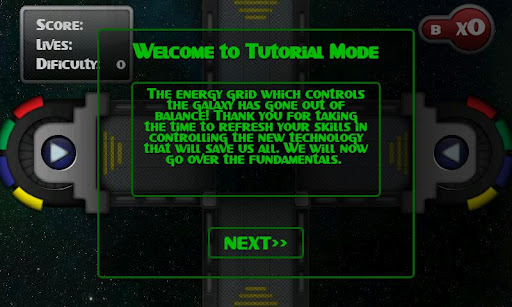 Score:
Lives:
Dificulty: 0
B X0
Welcome to Tutorial Mode
The energy grid which controls
the galaxy has gone out of
balance! Thank you for taking
the time to refresh your skills in
controlling the new technology
that will save us all. We will now
go over the fundamentals.
NEXT>>